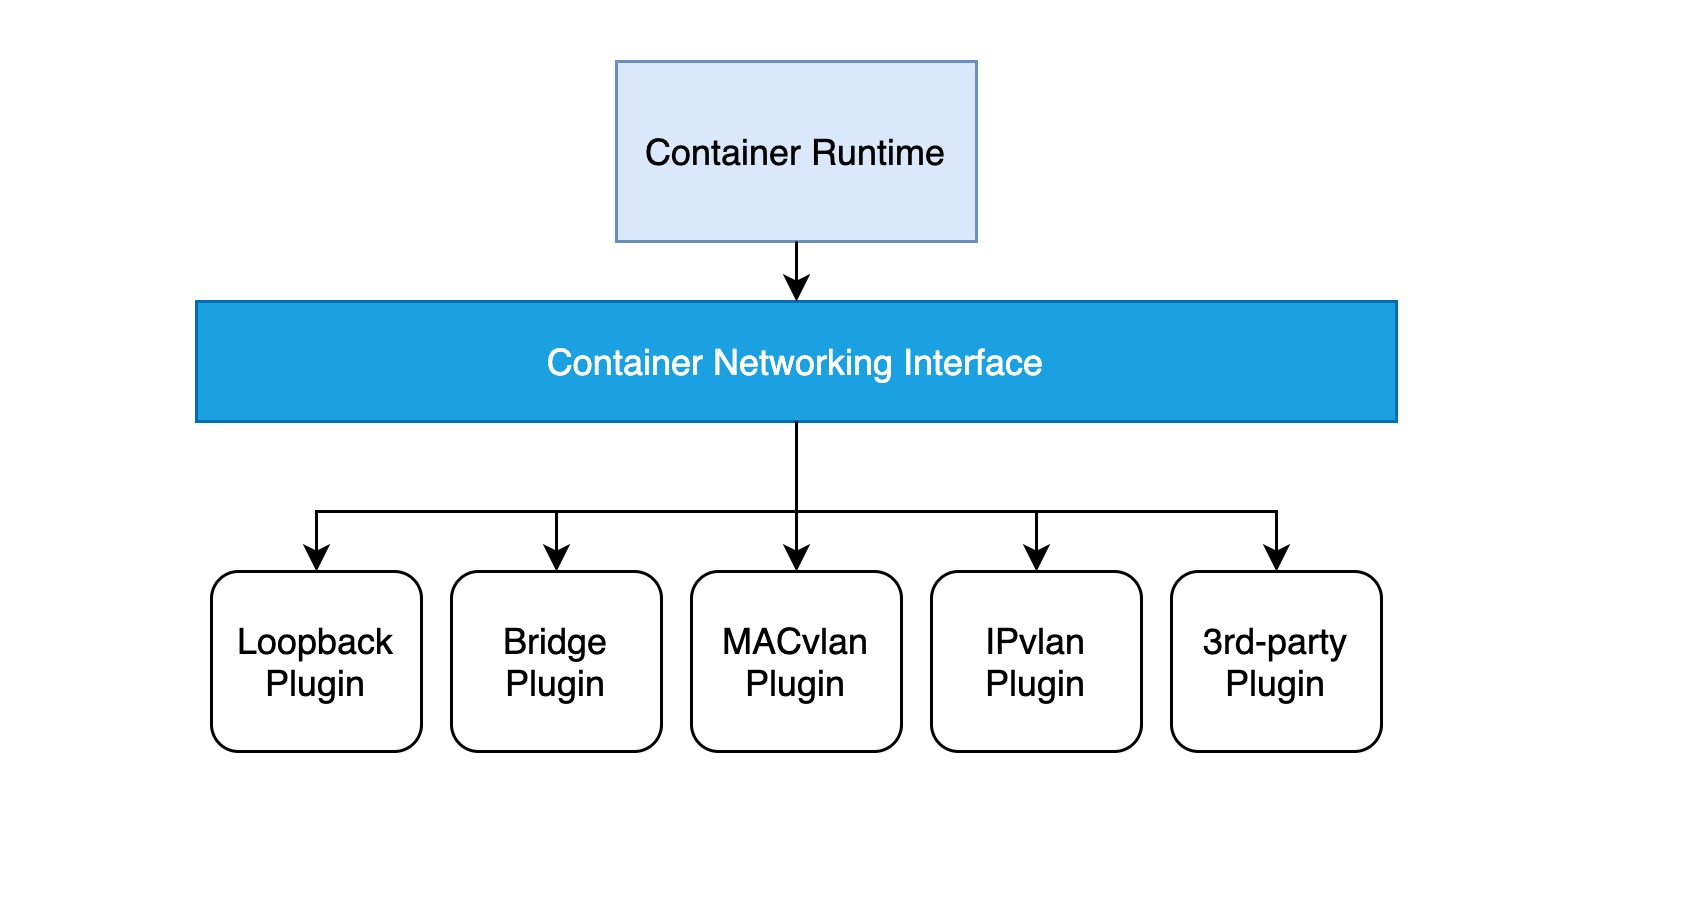 Container Runtime
Container Networking Interface
Loopback
Plugin
Bridge
Plugin
MACvlan
Plugin
IPvlan
Plugin
3rd-party
Plugin